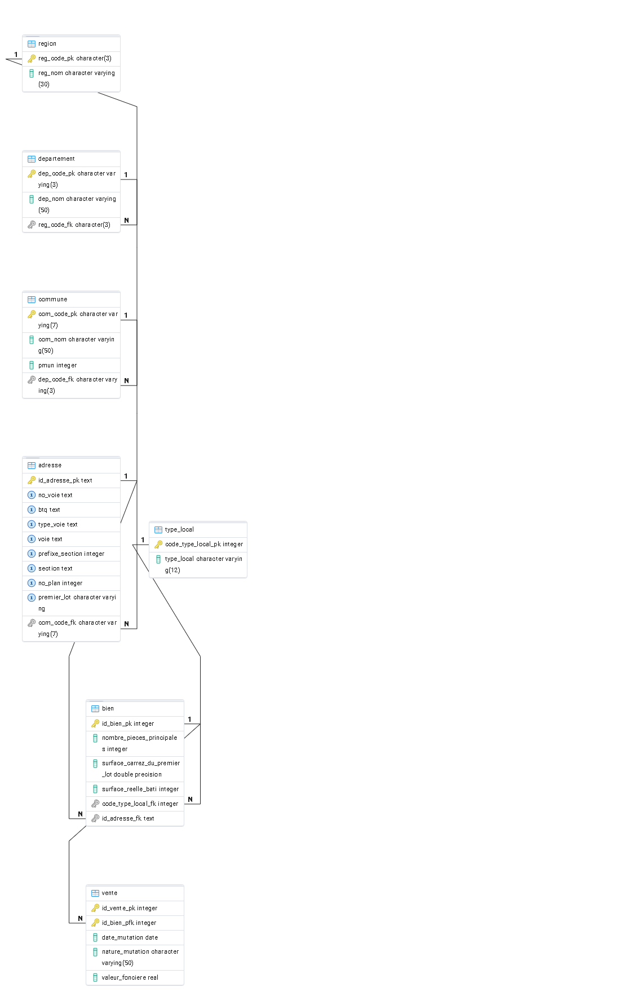 region
1
reg_code_pk character(3)
reg_nom character varying
(30)
departement
dep_code_pk character var
ying(3)
1
dep_nom character varying
(50)
N
reg_code_fk character(3)
commune
com_code_pk character var
ying(7)
1
com_nom character varyin
g(50)
pmun integer
dep_code_fk character vary
ing(3)
N
adresse
id_adresse_pk text
1
no_voie text
btq text
type_voie text
voie text
prefixe_section integer
section text
no_plan integer
premier_lot character varyi
ng
com_code_fk character var
ying(7)
N
type_local
1
code_type_local_pk integer
type_local character varyin
g(12)
bien
id_bien_pk integer
1
nombre_pieces_principale
s integer
surface_carrez_du_premier
_lot double precision
surface_reelle_bati integer
code_type_local_fk integer
N
N
id_adresse_fk text
vente
id_vente_pk integer
N
id_bien_pfk integer
date_mutation date
nature_mutation character
varying(50)
valeur_fonciere real